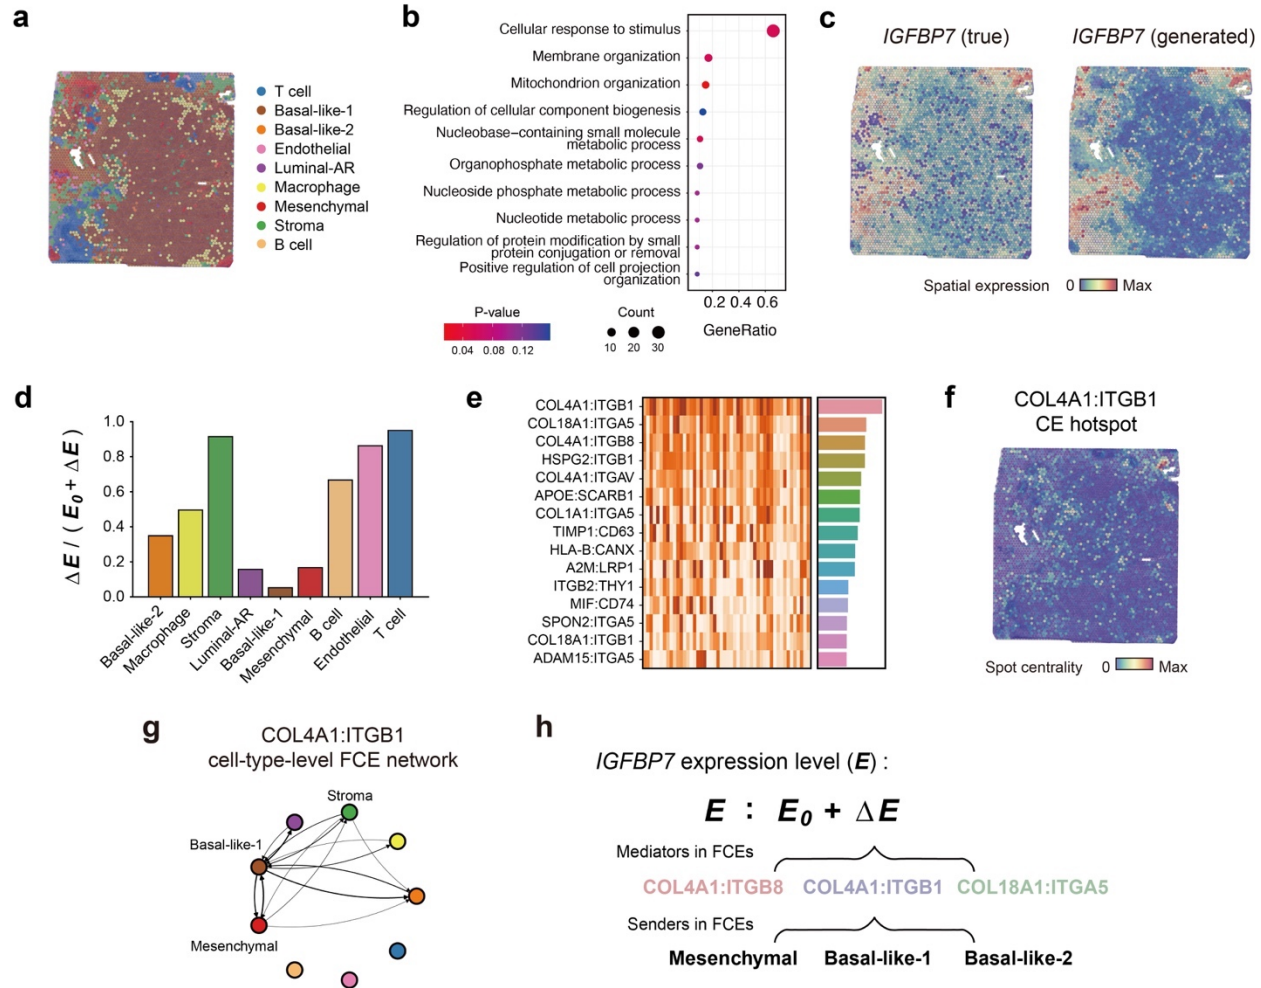 a
T cell
Basal-like-1
Basal-like-2
Endothelial
Luminal-AR
Macrophage
Mesenchymal
Stroma
B cell
b
Cellular response to stimulus
Membrane organization
Mitochondrion organization
Regulation of cellular component biogenesis
Nucleobase−containing small molecule
metabolic process
Organophosphate metabolic process
Nucleoside phosphate metabolic process
Nucleotide metabolic process
Regulation of protein modification by small
protein conjugation or removal
Positive regulation of cell projection
organization
0.2 0.4 0.6
GeneRatio
P-value
0.04 0.08 0.12
Count
10 20 30
c
IGFBP7 (true)
IGFBP7 (generated)
Spatial expression 0 Max
d
ΔE / ( E0 + ΔE )
1.0
0.8
0.6
0.4
0.2
0.0
Basal-like-2
Macrophage
Stroma
Luminal-AR
Basal-like-1
Mesenchymal
B cell
Endothelial
T cell
e
COL4A1:ITGB1
COL18A1:ITGA5
COL4A1:ITGB8
HSPG2:ITGB1
COL4A1:ITGAV
APOE:SCARB1
COL1A1:ITGA5
TIMP1:CD63
HLA-B:CANX
A2M:LRP1
ITGB2:THY1
MIF:CD74
SPON2:ITGA5
COL18A1:ITGB1
ADAM15:ITGA5
f
COL4A1:ITGB1
CE hotspot
Spot centrality 0 Max
g
COL4A1:ITGB1
cell-type-level FCE network
Stroma
Basal-like-1
Mesenchymal
h
IGFBP7 expression level (E) :
E : E0 + ΔE
Mediators in FCEs
COL4A1:ITGB8 COL4A1:ITGB1 COL18A1:ITGA5
Senders in FCEs
Mesenchymal Basal-like-1 Basal-like-2